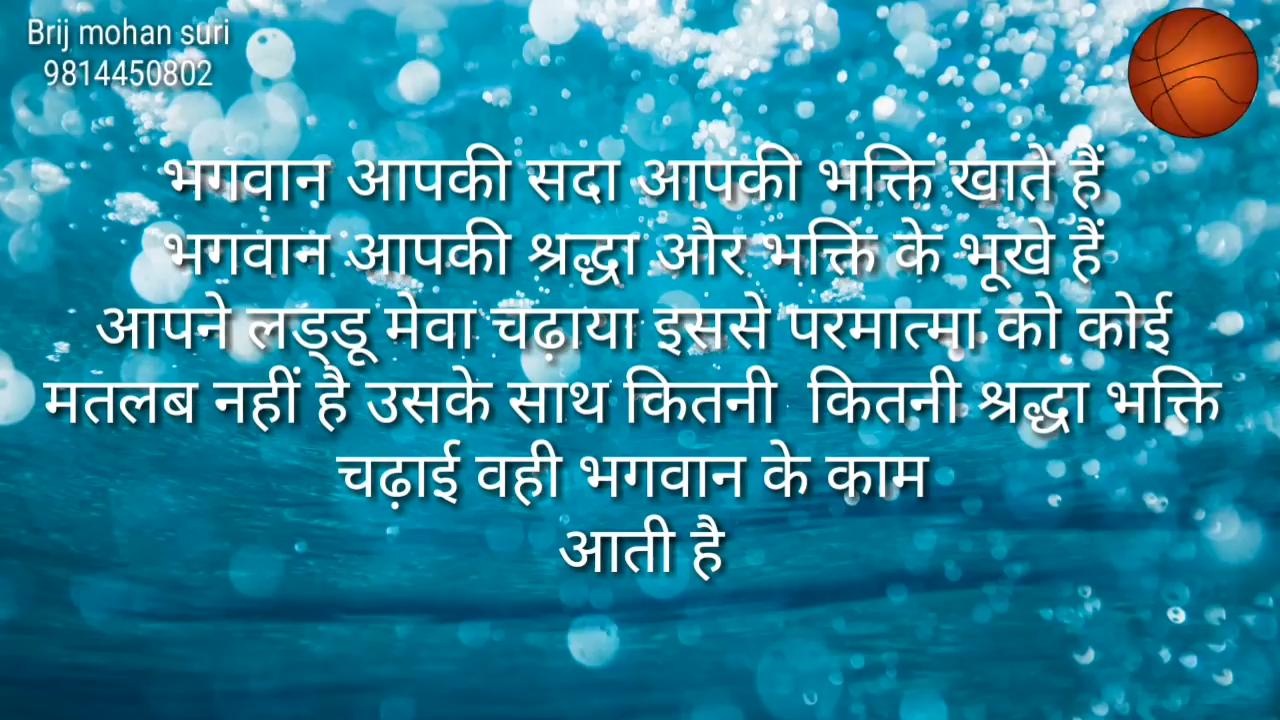 Brij mohan suri
9814450802
भगवान आपकी सदा आपकी भक्ति खाते हैं
भगवान आपकी श्रद्धा और भक्ति के भूखे हैं
आपने लड्डू मेवा चढ़ाया इससे परमात्मा को कोई
मतलब नहीं है उसके साथ कितनी कितनी श्रद्धा भक्ति
चढ़ाई वही भगवान के काम
आती है